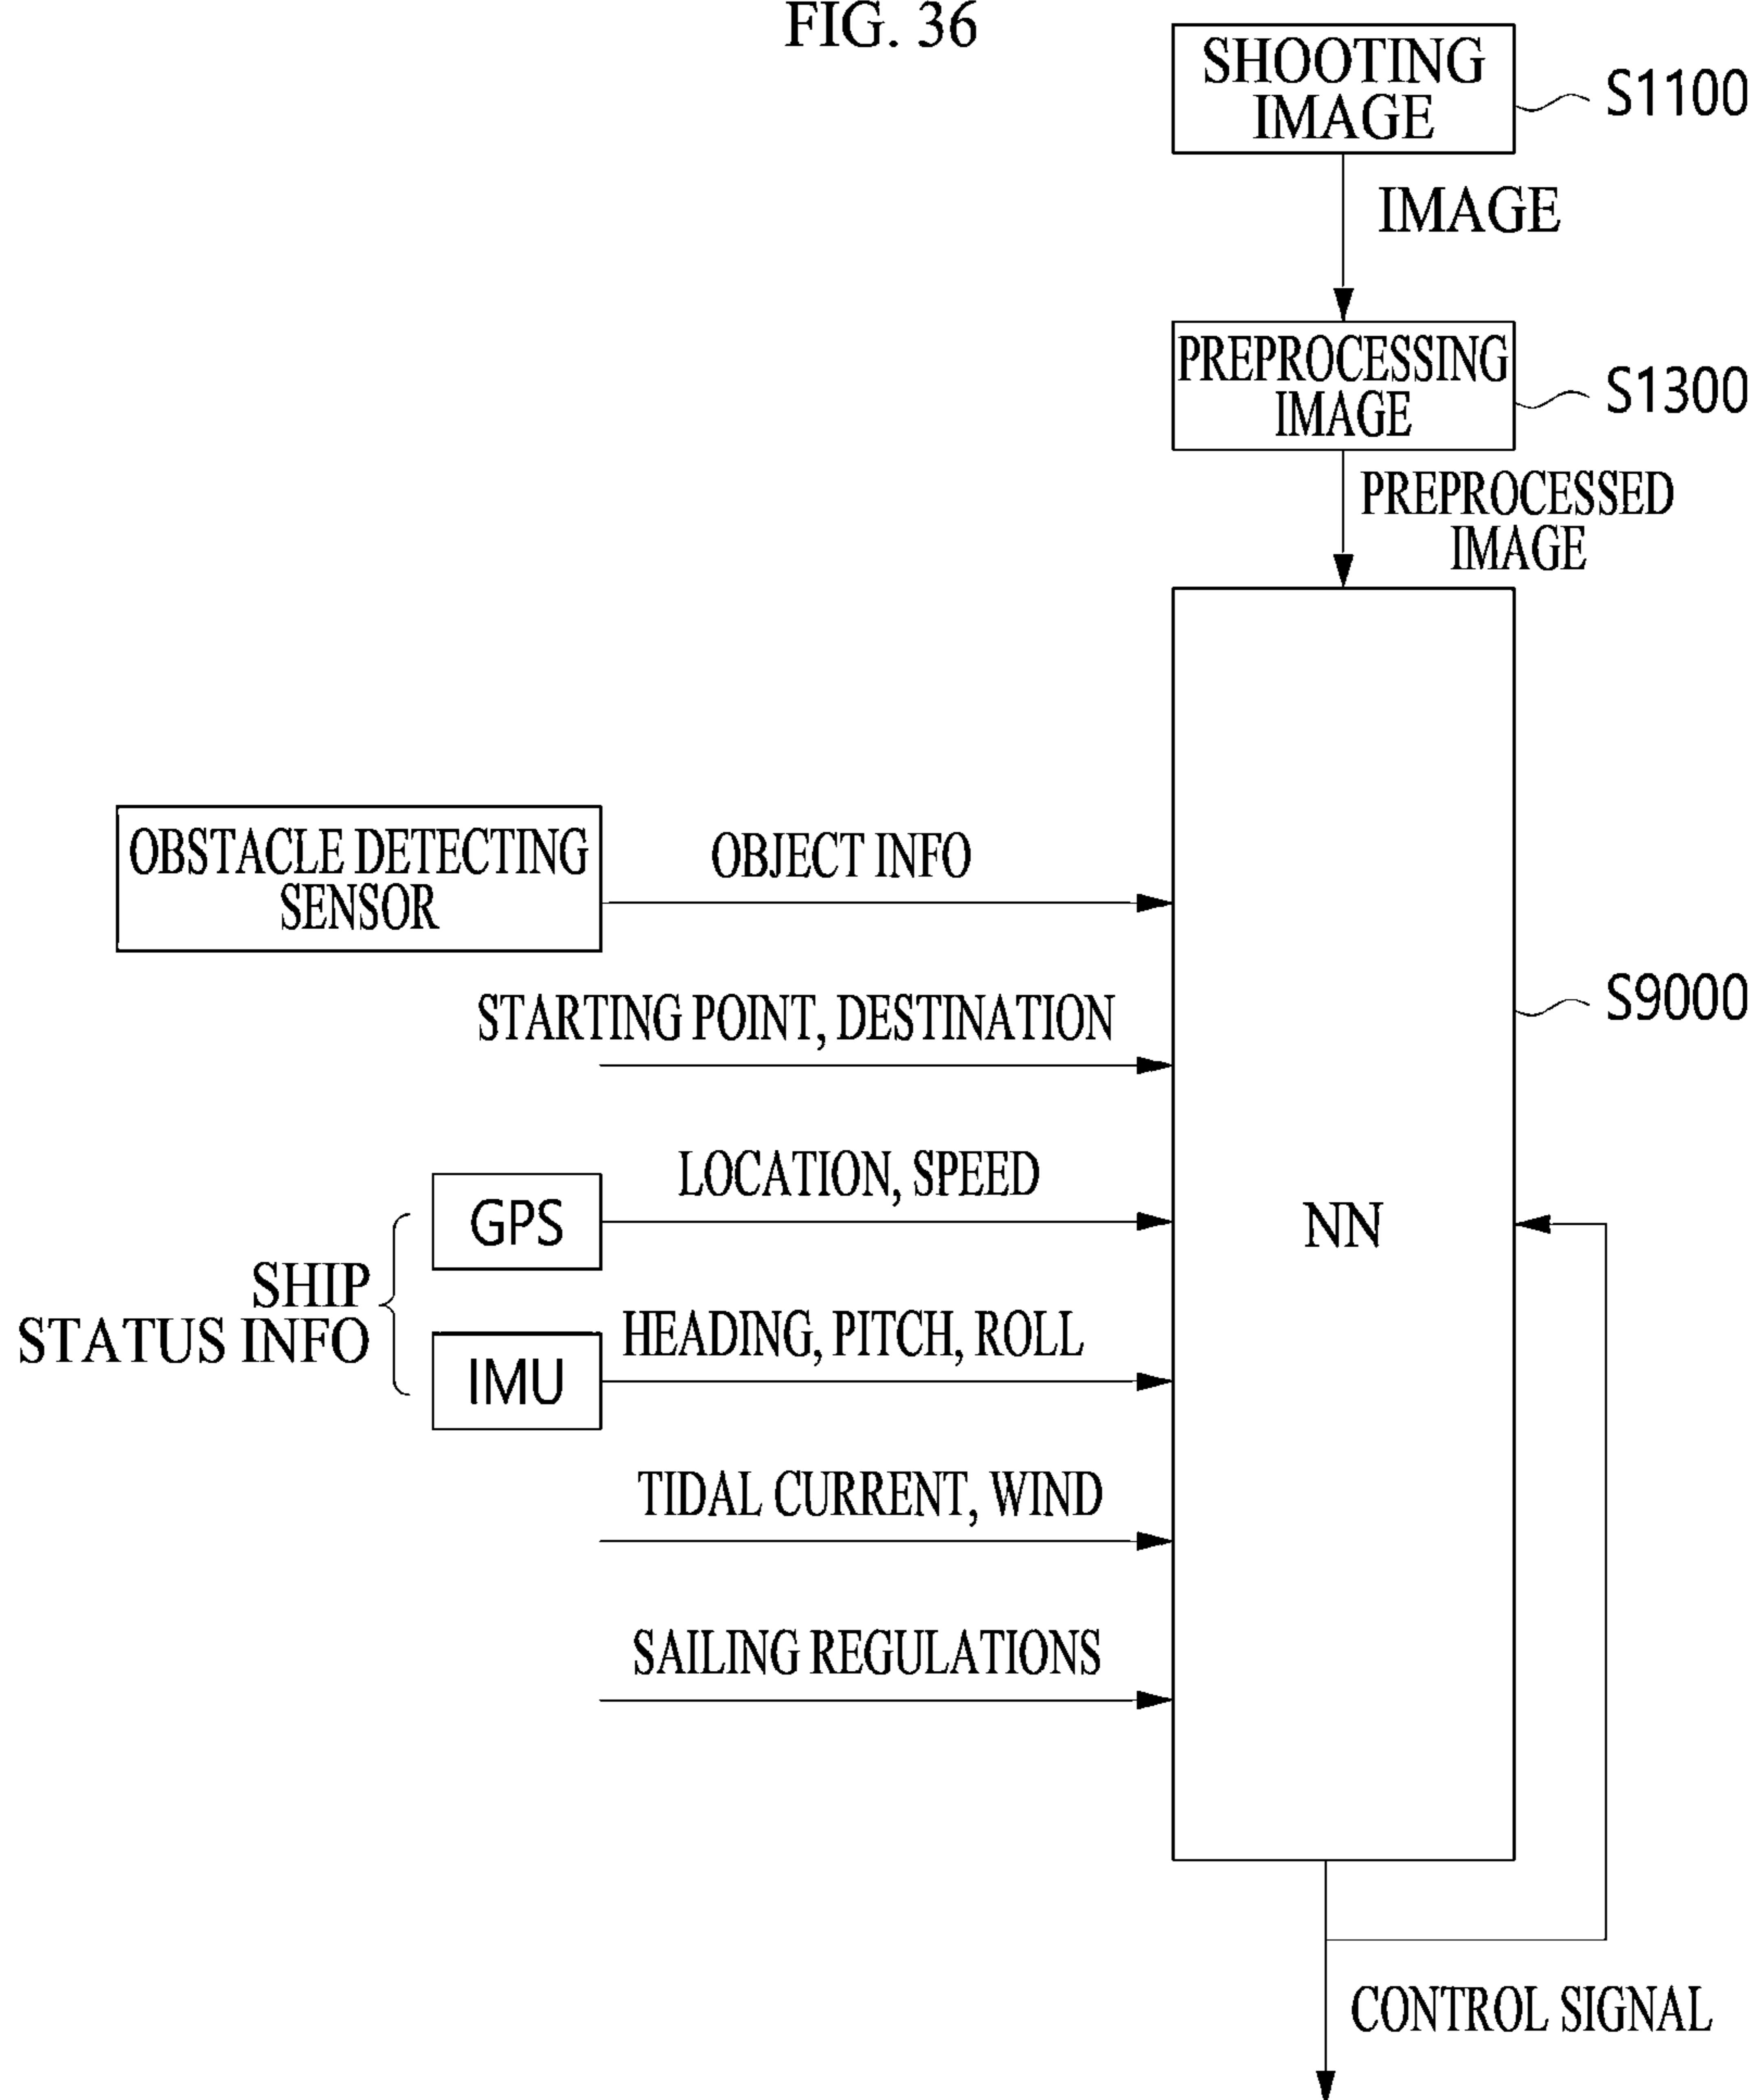 FIG. 36
SHOOTING
IMAGE
S1100
IMAGE
PREPROCESSING
IMAGE
S1300
PREPROCESSED
IMAGE
OBSTACLE DETECTING
SENSOR
OBJECT INFO
S9000
STARTING POINT, DESTINATION
LOCATION, SPEED
GPS
NN
SHIP
STATUS INFO
HEADING, PITCH, ROLL
IMU
TIDAL CURRENT, WIND
SAILING REGULATIONS
CONTROL SIGNAL